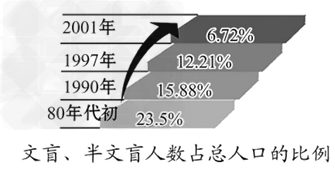 2001年 6.72%
1997年 12.21%
1990年 15.88%
80年代初 23.5%
文盲、半文盲人数占总人口的比例